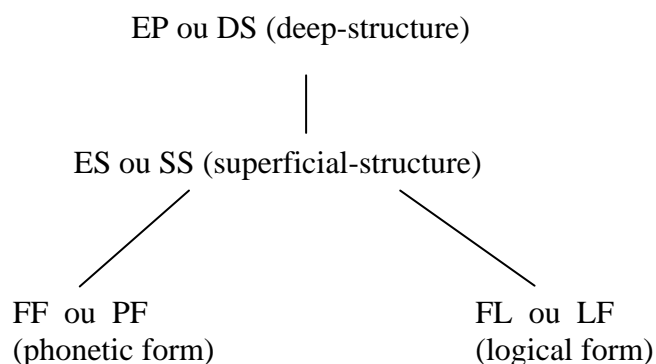 EP ou DS (deep-structure)
ES ou SS (superficial-structure)
FF ou PF
(phonetic form)
FL ou LF
(logical form)